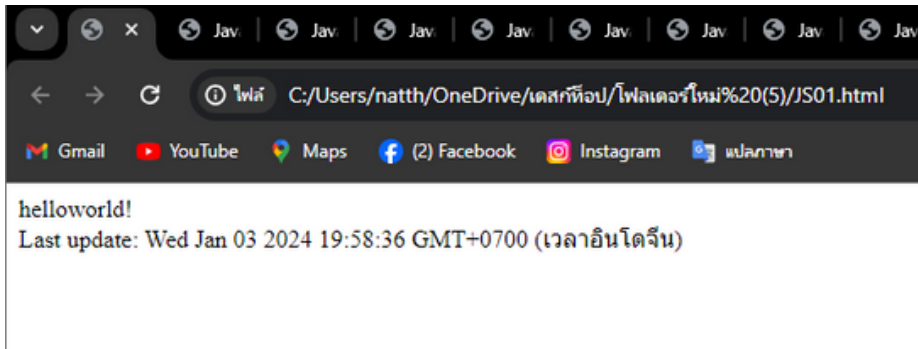 Jav Jav Jav Jav Jav Jav Jav Jav
ไฟล์ C:/Users/natth/OneDrive/เดสก์ท็อป/โฟลเดอร์ใหม่%20(5)/JS01.html
Gmail YouTube Maps (2) Facebook Instagram แปลภาษา
helloworld!
Last update: Wed Jan 03 2024 19:58:36 GMT+0700 (เวลาอินโดจีน)